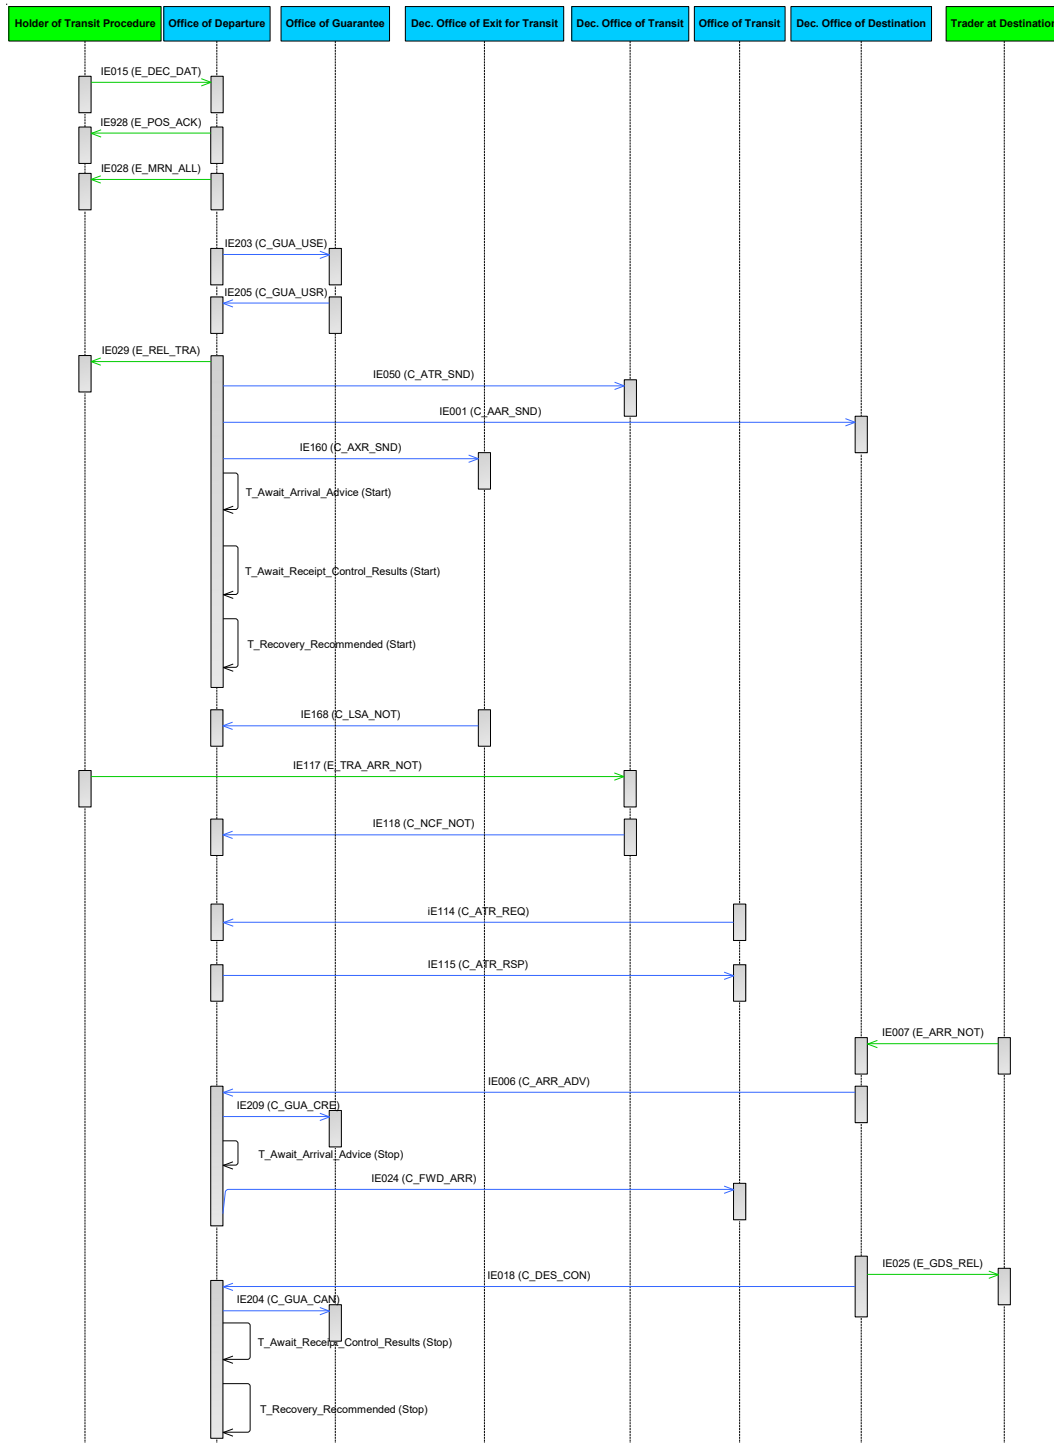 Holder of Transit Procedure
Office of Departure
Office of Guarantee
Dec. Office of Exit for Transit
Dec. Office of Transit
Office of Transit
Dec. Office of Destination
Trader at Destination
IE015 (E_DEC_DAT)
IE928 (E_POS_ACK)
IE028 (E_MRN_ALL)
IE203 (C_GUA_USE)
IE205 (C_GUA_USR)
IE029 (E_REL_TRA)
IE050 (C_ATR_SND)
IE001 (C_AAR_SND)
IE160 (C_AXR_SND)
T_Await_Arrival_Advice (Start)
T_Await_Receipt_Control_Results (Start)
T_Recovery_Recommended (Start)
IE168 (C_LSA_NOT)
IE117 (E_TRA_ARR_NOT)
IE118 (C_NCF_NOT)
iE114 (C_ATR_REQ)
IE115 (C_ATR_RSP)
IE007 (E_ARR_NOT)
IE006 (C_ARR_ADV)
IE209 (C_GUA_CRE)
T_Await_Arrival_Advice (Stop)
IE024 (C_FWD_ARR)
IE025 (E_GDS_REL)
IE018 (C_DES_CON)
IE204 (C_GUA_CAN)
T_Await_Receipt_Control_Results (Stop)
T_Recovery_Recommended (Stop)